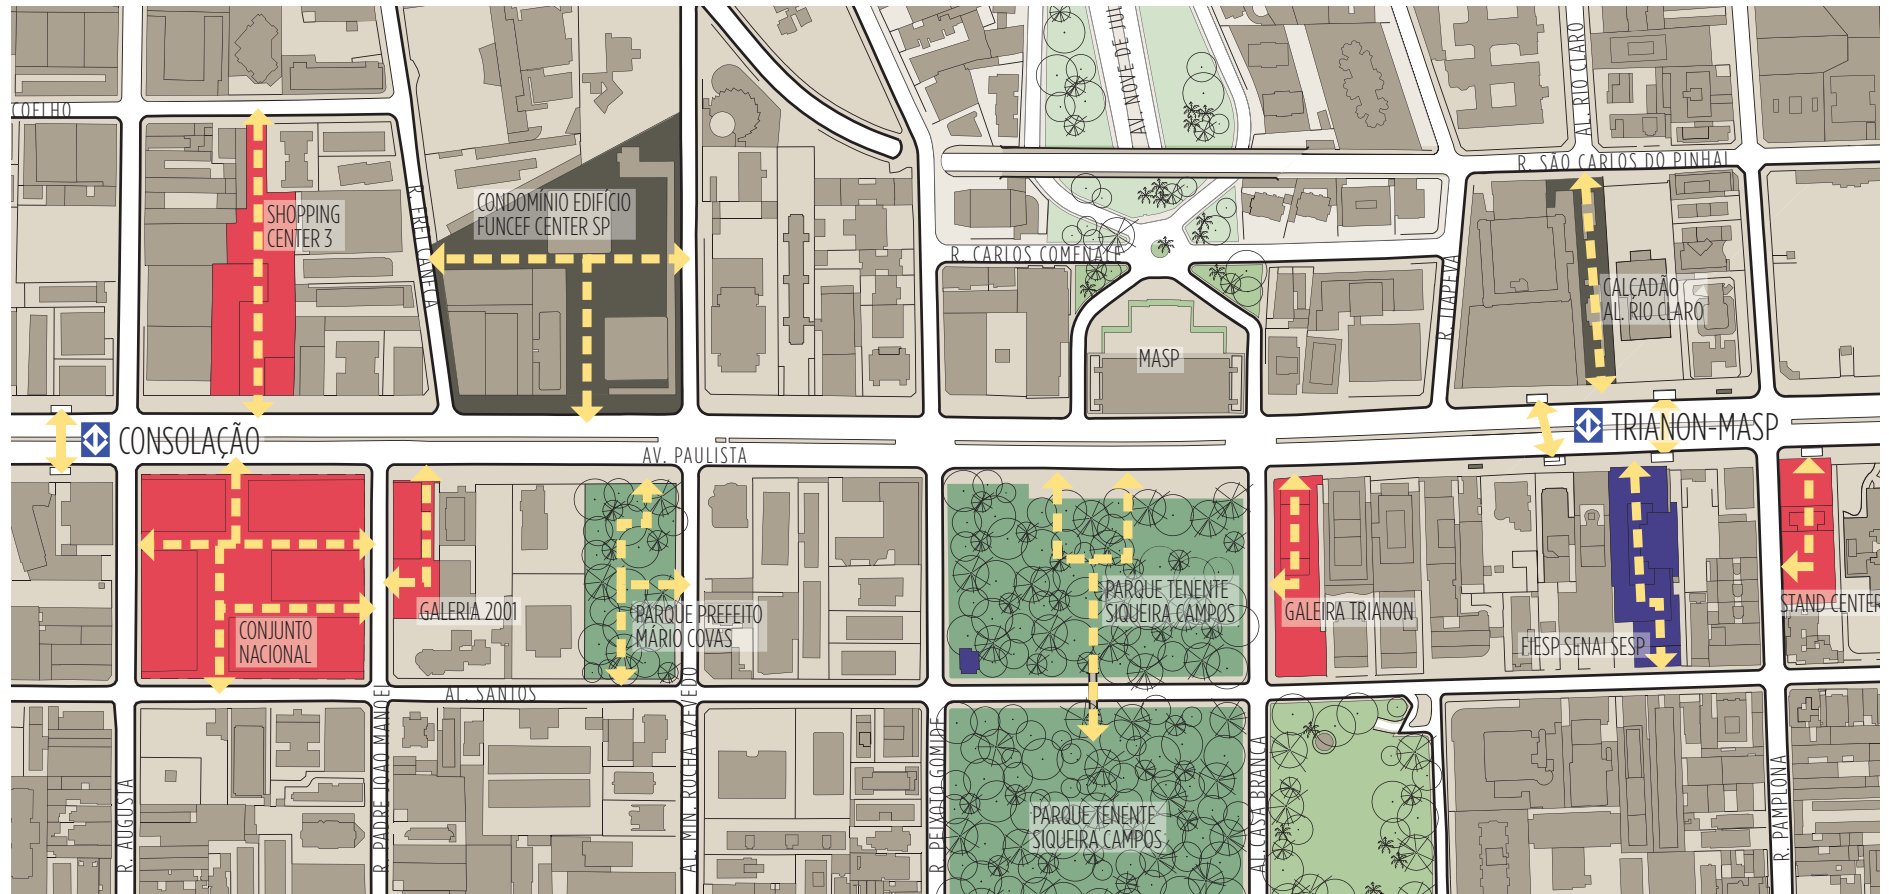 COELHO
AV. NOVE DE JUL
AL. RIO CLARO
R. SÃO CARLOS DO PINHAL
SHOPPING
CENTER 3
R. FREI CANECA
CONDOMÍNIO EDIFÍCIO
FUNCEF CENTER SP
R. CARLOS COMENALE
R. ITAPEVA
CALÇADÃO
AL. RIO CLARO
MASP
CONSOLAÇÃO
AV. PAULISTA
TRIANON-MASP
CONJUNTO
NACIONAL
GALERIA 2001
PARQUE PREFEITO
MÁRIO COVAS
PARQUE TENENTE
SIQUEIRA CAMPOS
GALEIRA TRIANON
FIESP SENAI SESP
STAND CENTER
AL. SANTOS
R. AUGUSTA
R. PADRE JOÃO MANOEL
AL. MIN. ROCHA AZEVEDO
R. PEIXOTO GOMIDE
PARQUE TENENTE
SIQUEIRA CAMPOS
AL. CASA BRANCA
R. PAMPLONA